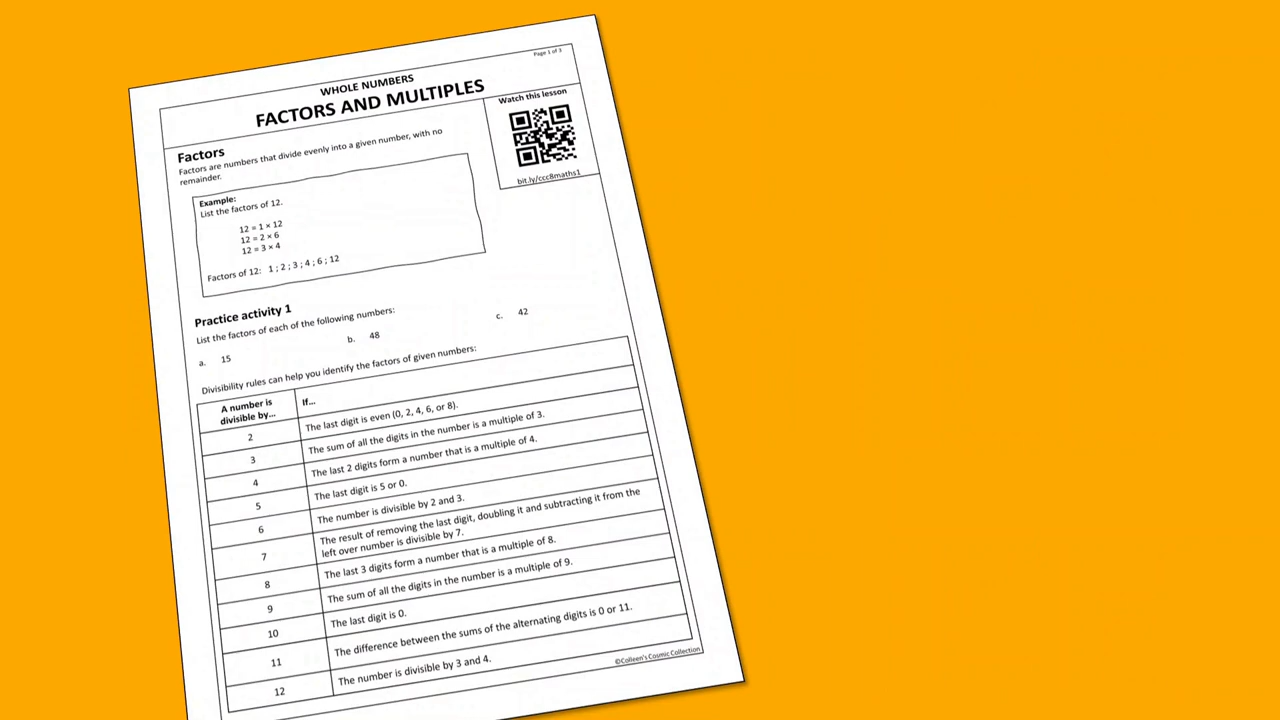 Page 1 of 3
WHOLE NUMBERS
FACTORS AND MULTIPLES
Watch this lesson
bit.ly/ccc8maths1
Factors
Factors are numbers that divide evenly into a given number, with no
remainder.
Example:
List the factors of 12.
12 = 1 × 12
12 = 2 × 6
12 = 3 × 4
Factors of 12: 1 ; 2 ; 3 ; 4 ; 6 ; 12
Practice activity 1
List the factors of each of the following numbers:
a. 15 b. 48 c. 42
Divisibility rules can help you identify the factors of given numbers:
A number is
divisible by...
If...
2 The last digit is even (0, 2, 4, 6, or 8).
3 The sum of all the digits in the number is a multiple of 3.
4 The last 2 digits form a number that is a multiple of 4.
5 The last digit is 5 or 0.
6 The number is divisible by 2 and 3.
7 The result of removing the last digit, doubling it and subtracting it from the
left over number is divisible by 7.
8 The last 3 digits form a number that is a multiple of 8.
9 The sum of all the digits in the number is a multiple of 9.
10 The last digit is 0.
11 The difference between the sums of the alternating digits is 0 or 11.
12 The number is divisible by 3 and 4.
©Colleen's Cosmic Collection